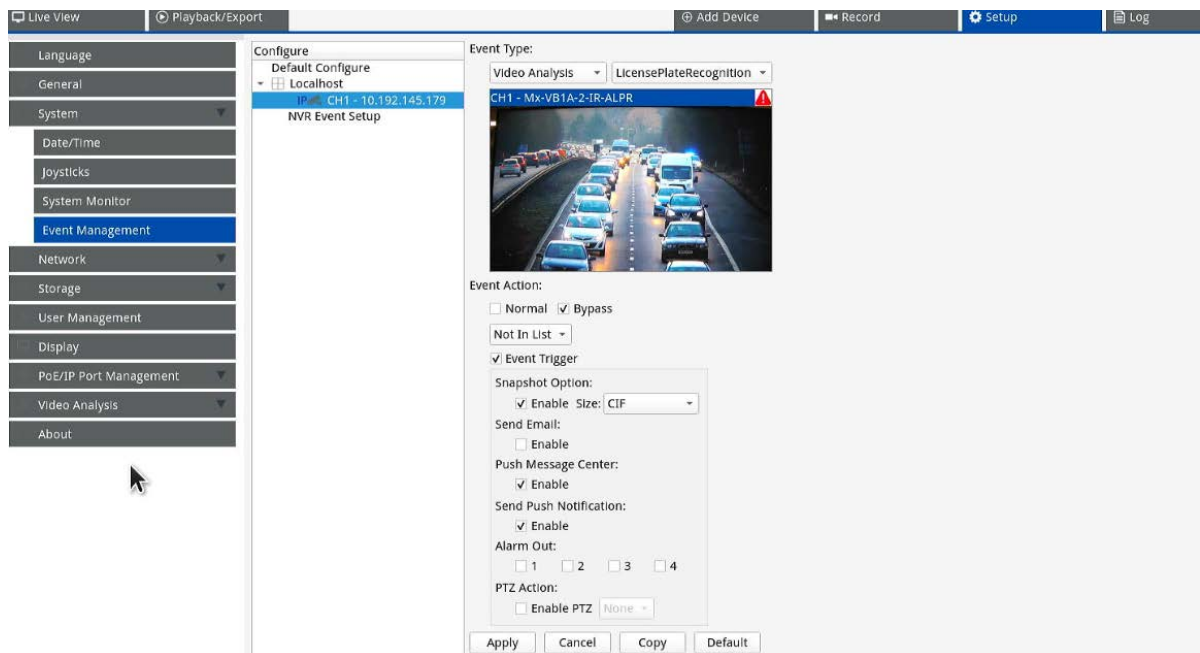 Live View
Playback/Export
Add Device
Record
Setup
Log
Language
General
System
Date/Time
Joysticks
System Monitor
Event Management
Network
Storage
User Management
Display
PoE/IP Port Management
Video Analysis
About
Configure
Default Configure
Localhost
IP CH1 - 10.192.145.179
NVR Event Setup
Event Type:
Video Analysis
LicensePlateRecognition
CH1 - Mx-VB1A-2-IR-ALPR
Event Action:
Normal Bypass
Not In List
Event Trigger
Snapshot Option:
Enable Size: CIF
Send Email:
Enable
Push Message Center:
Enable
Send Push Notification:
Enable
Alarm Out:
1 2 3 4
PTZ Action:
Enable PTZ None
Apply Cancel Copy Default